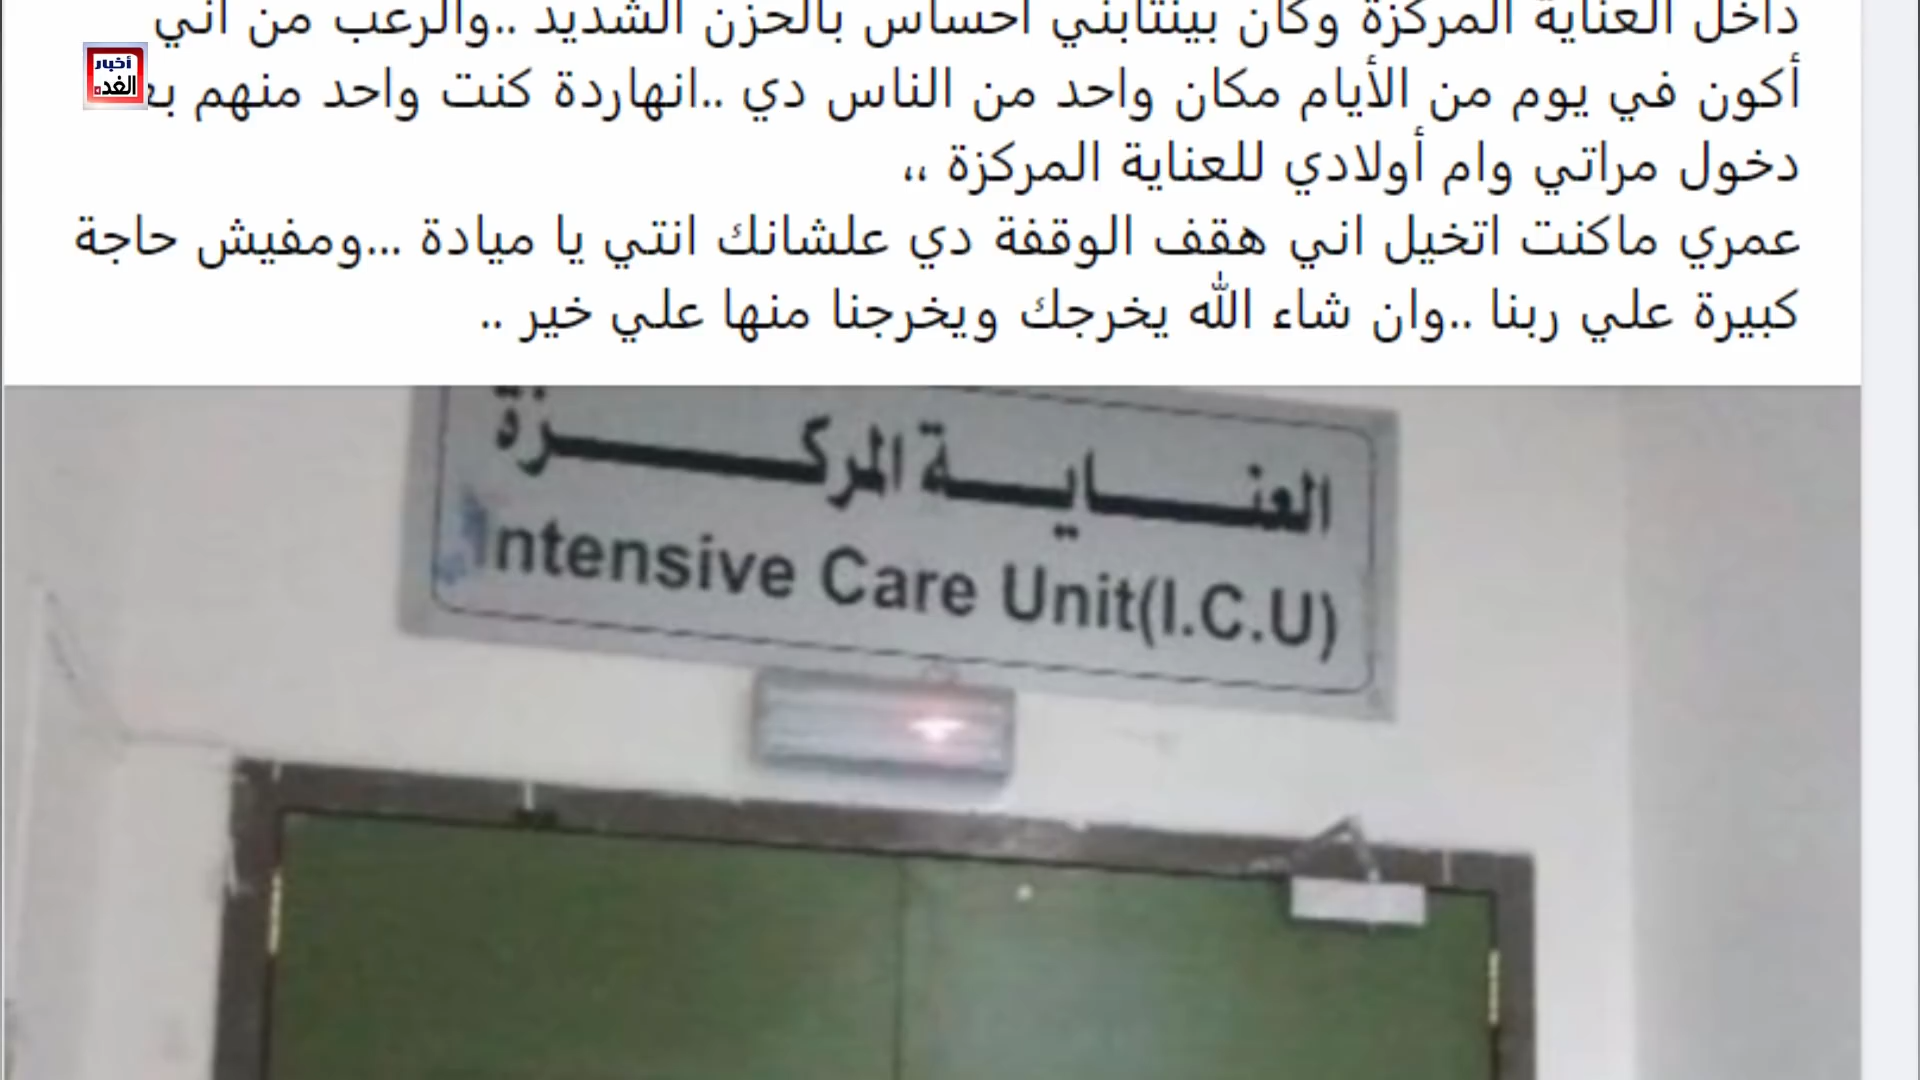 داخل العناية المركزة وكان بينتابني احساس بالحزن الشديد ..والرعب من اني
أكون في يوم من الأيام مكان واحد من الناس دي ..انهاردة كنت واحد منهم
دخول مراتي وام أولادي للعناية المركزة ،،
عمري ماكنت اتخيل اني هقف الوقفة دي علشانك انتي يا ميادة ...ومفيش حاجة
كبيرة علي ربنا ..وان شاء الله يخرجك ويخرجنا منها علي خير ..
أخبار
الغد
العنـــايـــة المركـــزة
Intensive Care Unit(I.C.U)